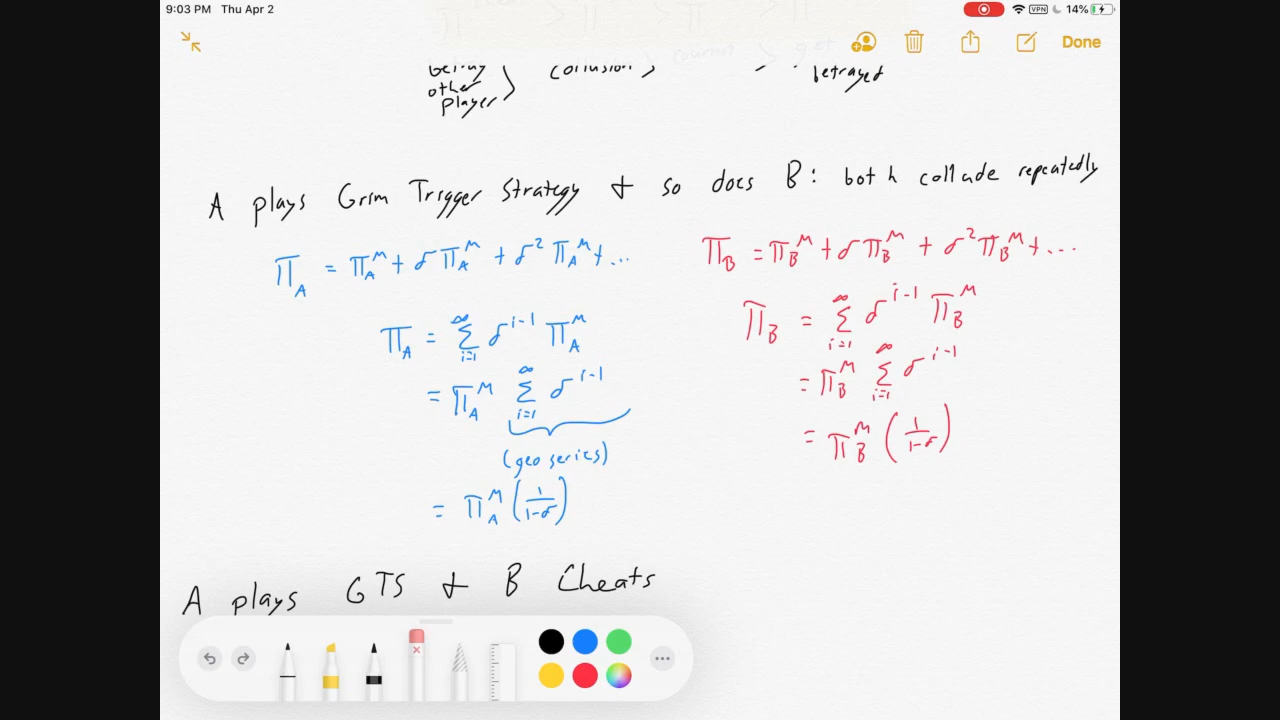 9:03 PM Thu Apr 2 VPN 14%
Done
being collusion betrayed
other
player
A plays Grim Trigger Strategy & so does B: both collude repeatedly
Π_A = Π_A^M + δΠ_A^M + δ²Π_A^M + ...
Π_B = Π_B^M + δΠ_B^M + δ²Π_B^M + ...
Π_A = Σ_{i=1}^∞ δ^{i-1} Π_A^M
Π_B = Σ_{i=1}^∞ δ^{i-1} Π_B^M
= Π_A^M Σ_{i=1}^∞ δ^{i-1}
= Π_B^M Σ_{i=1}^∞ δ^{i-1}
(geo series)
= Π_B^M (1/(1-δ))
= Π_A^M (1/(1-δ))
A plays GTS & B Cheats